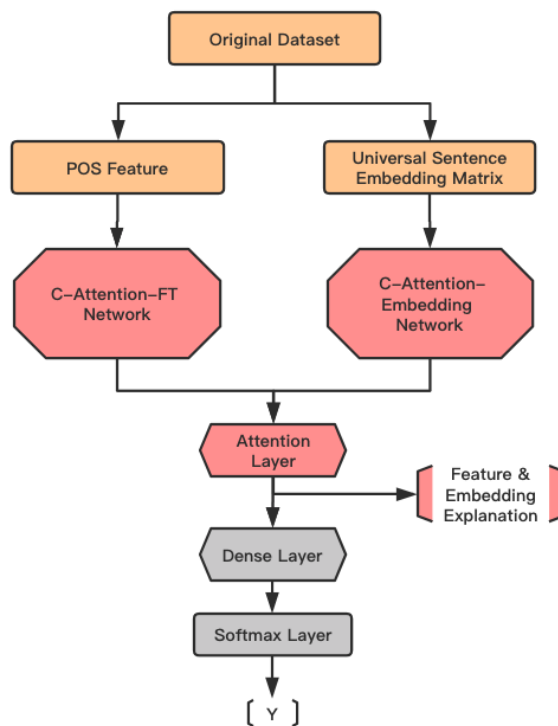 Original Dataset
POS Feature
Universal Sentence
Embedding Matrix
C-Attention-FT
Network
C-Attention-
Embedding
Network
Attention
Layer
Feature &
Embedding
Explanation
Dense Layer
Softmax Layer
[ Y ]